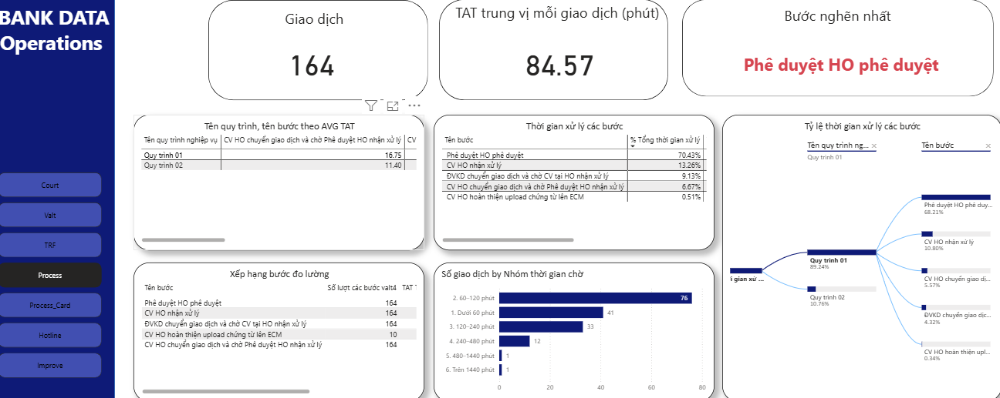 BANK DATA
Operations
Court
Valt
TRF
Process
Process_Card
Hotline
Improve
Giao dịch
164
TAT trung vị mỗi giao dịch (phút)
84.57
Bước nghẽn nhất
Phê duyệt HO phê duyệt
Tên quy trình, tên bước theo AVG TAT
Tên quy trình nghiệp vụ CV HO chuyển giao dịch và chờ Phê duyệt HO nhận xử lý CV
Quy trình 01 16.75
Quy trình 02 11.40
Thời gian xử lý các bước
Tên bước % Tổng thời gian xử lý
Phê duyệt HO phê duyệt 70.43%
CV HO nhận xử lý 13.26%
ĐVKD chuyển giao dịch và chờ CV tại HO nhận xử lý 9.13%
CV HO chuyển giao dịch và chờ Phê duyệt HO nhận xử lý 6.67%
CV HO hoàn thiện upload chứng từ lên ECM 0.51%
Tỷ lệ thời gian xử lý các bước
Tên quy trình ng... Tên bước
Quy trình 01
i gian xử ...
Quy trình 01
89.24%
Quy trình 02
10.76%
Phê duyệt HO phê duy...
68.21%
CV HO nhận xử lý
10.80%
CV HO chuyển giao dị...
5.57%
ĐVKD chuyển giao dịc...
4.32%
CV HO hoàn thiện upl...
0.34%
Xếp hạng bước đo lường
Tên bước Số lượt các bước valt4 TAT
Phê duyệt HO phê duyệt 164
CV HO nhận xử lý 164
ĐVKD chuyển giao dịch và chờ CV tại HO nhận xử lý 164
CV HO hoàn thiện upload chứng từ lên ECM 10
CV HO chuyển giao dịch và chờ Phê duyệt HO nhận xử lý 164
Số giao dịch by Nhóm thời gian chờ
2. 60–120 phút 76
1. Dưới 60 phút 41
3. 120–240 phút 33
4. 240–480 phút 12
5. 480–1440 phút 1
6. Trên 1440 phút 1
0 20 40 60 80